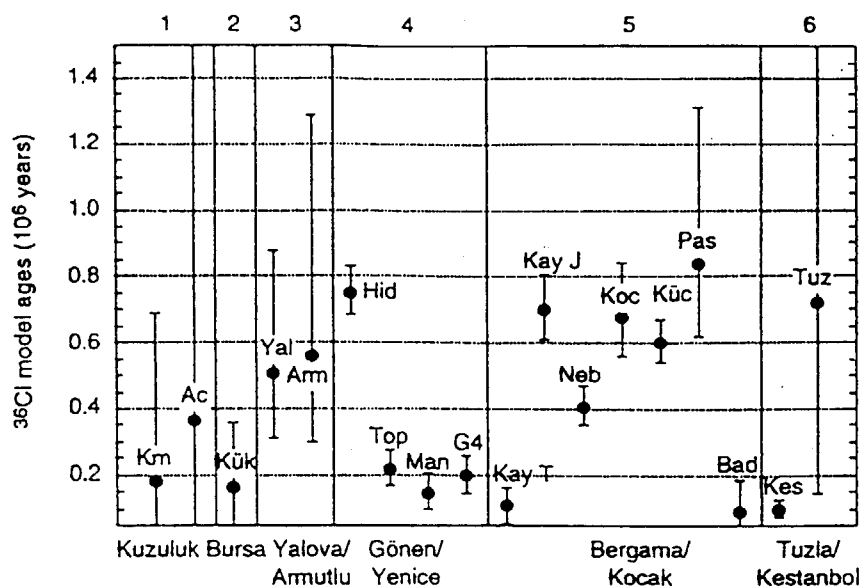 1 2 3 4 5 6
³⁶Cl model ages (10⁶ years)
1.4
1.2
1.0
0.8
0.6
0.4
0.2
Km
Ac
Kük
Yal
Arm
Hid
Top
Man
G4
Kay T
Kay J
Neb
Koc
Küc
Pas
Bad
Kes
Tuz
Kuzuluk Bursa Yalova/ Gönen/ Bergama/ Tuzla/
Armutlu Yenice Kocak Kestanbol